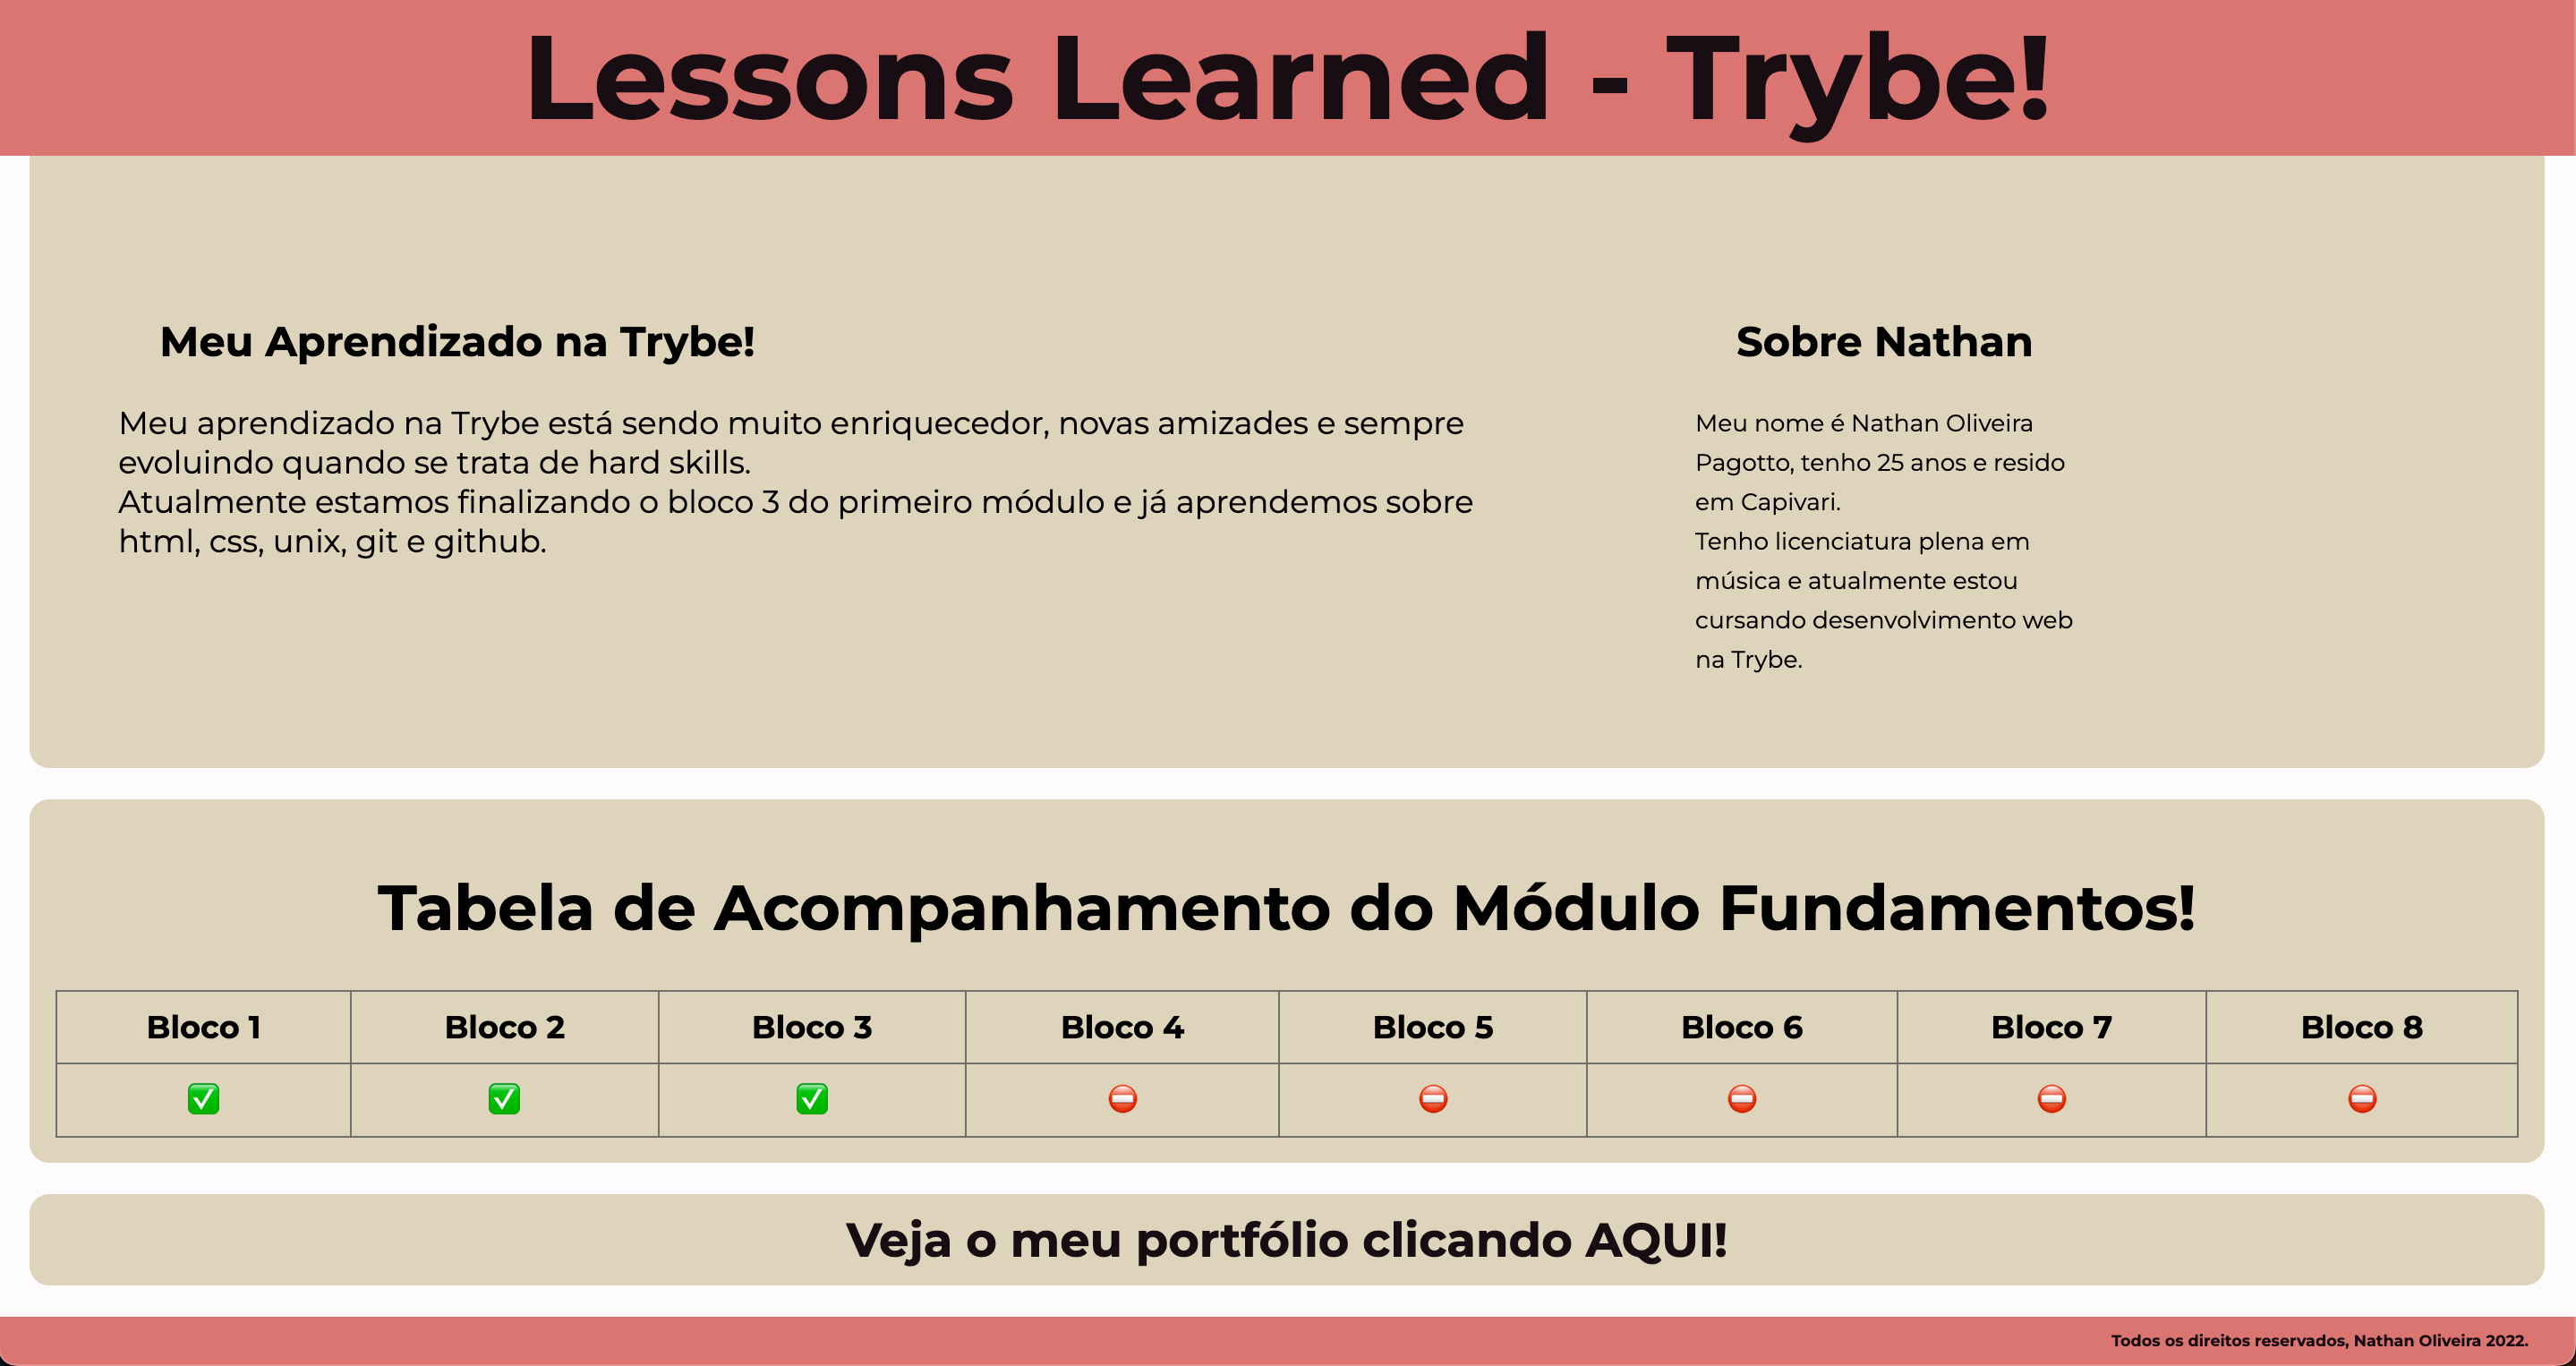 Lessons Learned - Trybe!
Meu Aprendizado na Trybe!
Meu aprendizado na Trybe está sendo muito enriquecedor, novas amizades e sempre
evoluindo quando se trata de hard skills.
Atualmente estamos finalizando o bloco 3 do primeiro módulo e já aprendemos sobre
html, css, unix, git e github.
Sobre Nathan
Meu nome é Nathan Oliveira
Pagotto, tenho 25 anos e resido
em Capivari.
Tenho licenciatura plena em
música e atualmente estou
cursando desenvolvimento web
na Trybe.
Tabela de Acompanhamento do Módulo Fundamentos!
Bloco 1 Bloco 2 Bloco 3 Bloco 4 Bloco 5 Bloco 6 Bloco 7 Bloco 8
✅ ✅ ✅ ⛔ ⛔ ⛔ ⛔ ⛔
Veja o meu portfólio clicando AQUI!
Todos os direitos reservados, Nathan Oliveira 2022.